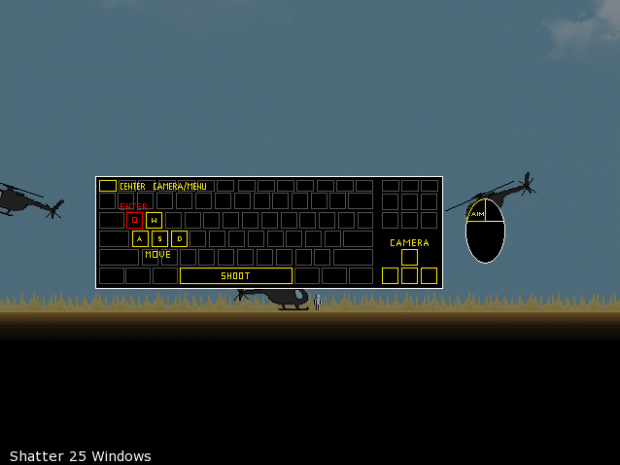 CENTER CAMERA/MENU
ENTER
Q W
AIM
A S D
CAMERA
MOVE
SHOOT
Shatter 25 Windows